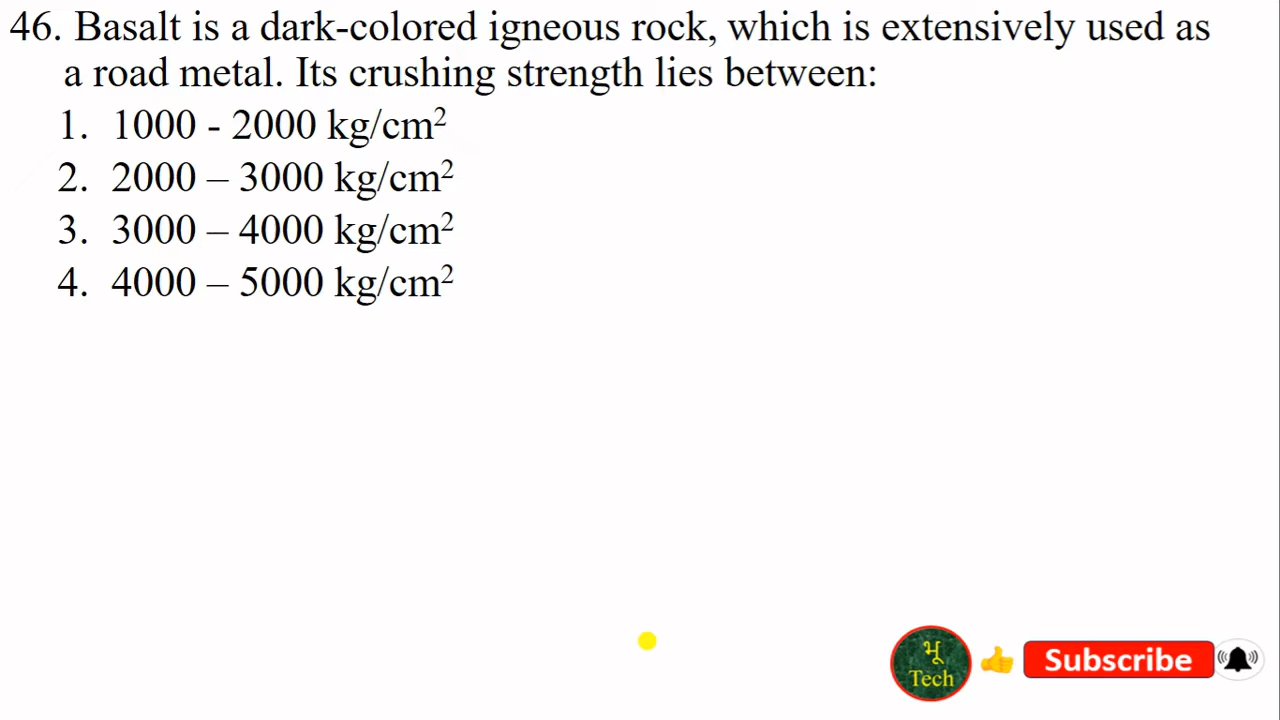 46. Basalt is a dark-colored igneous rock, which is extensively used as
a road metal. Its crushing strength lies between:
1. 1000 - 2000 kg/cm²
2. 2000 – 3000 kg/cm²
3. 3000 – 4000 kg/cm²
4. 4000 – 5000 kg/cm²
भू
Tech
Subscribe